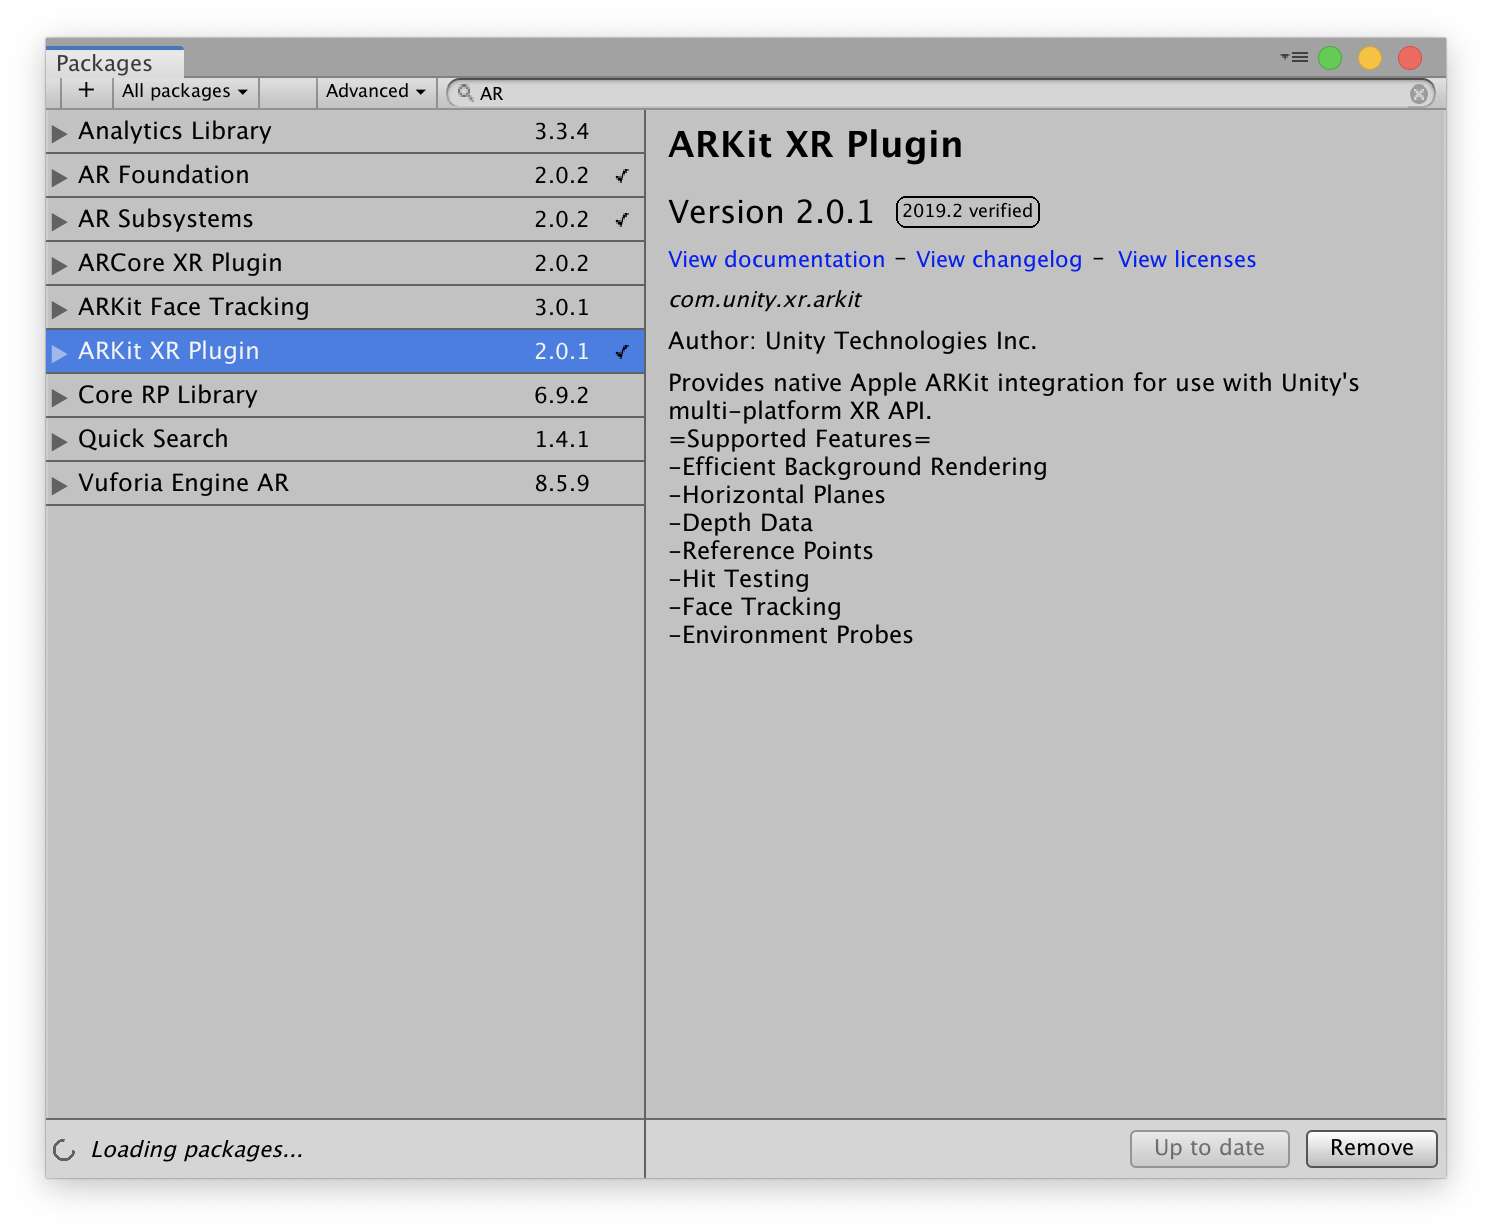 Packages
+ All packages Advanced AR
Analytics Library 3.3.4
AR Foundation 2.0.2 ✓
AR Subsystems 2.0.2 ✓
ARCore XR Plugin 2.0.2
ARKit Face Tracking 3.0.1
ARKit XR Plugin 2.0.1 ✓
Core RP Library 6.9.2
Quick Search 1.4.1
Vuforia Engine AR 8.5.9
Loading packages...
ARKit XR Plugin
Version 2.0.1 2019.2 verified
View documentation - View changelog - View licenses
com.unity.xr.arkit
Author: Unity Technologies Inc.
Provides native Apple ARKit integration for use with Unity's
multi-platform XR API.
=Supported Features=
-Efficient Background Rendering
-Horizontal Planes
-Depth Data
-Reference Points
-Hit Testing
-Face Tracking
-Environment Probes
Up to date Remove